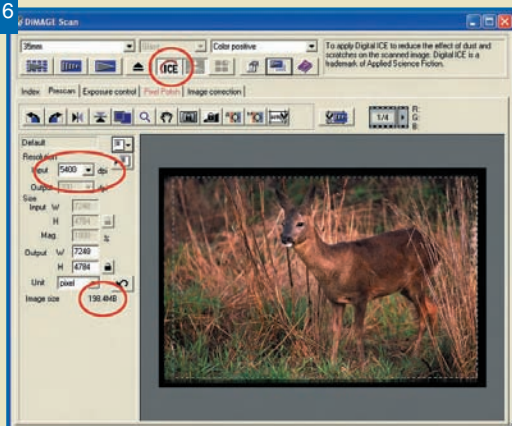 6
DiMAGE Scan
35mm
Color positive
To apply Digital ICE to reduce the effect of dust and
scratches on the scanned image. Digital ICE is a
trademark of Applied Science Fiction.
ICE
Index Prescan Exposure control Pixel Polish Image correction
1/4
R:
G:
B:
Default
Resolution
Input 5400 dpi
Output dpi
Size
Input W 7249
H 4784
Mag. %
Output W 7249
H 4784
Unit pixel
Image size 198.4MB